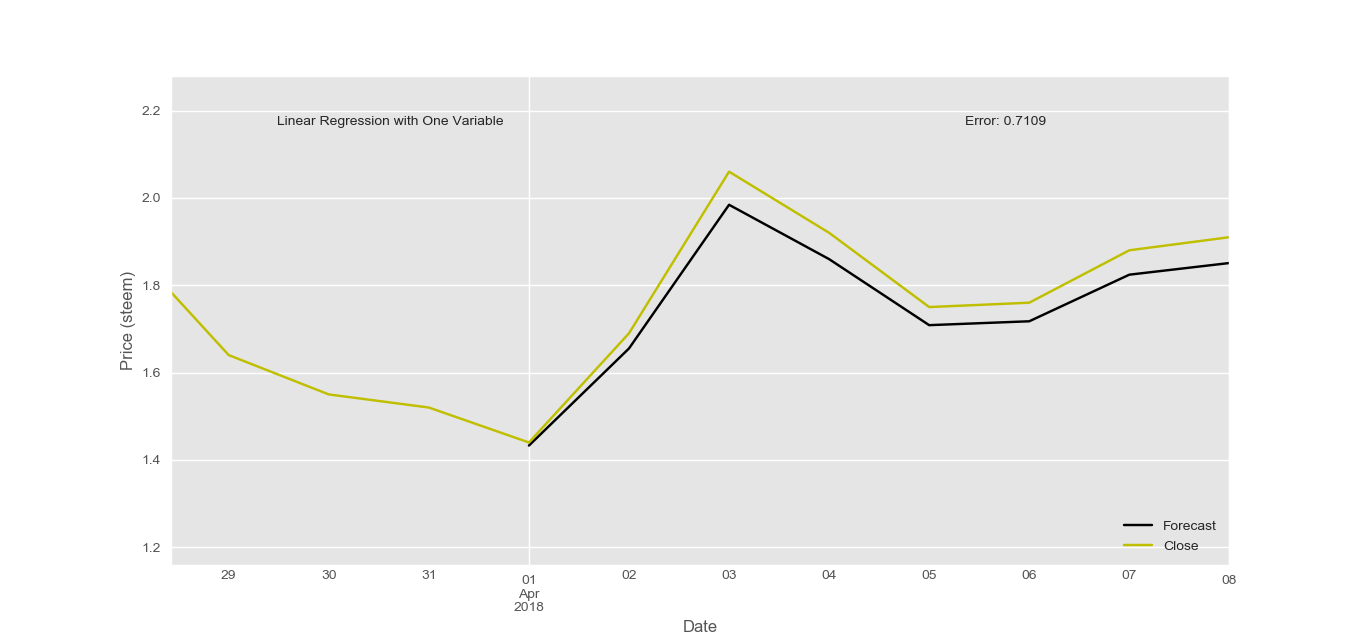 Linear Regression with One Variable
Error: 0.7109
2.2
2.0
1.8
1.6
1.4
1.2
Price (steem)
Forecast
Close
29
30
31
01
Apr
2018
02
03
04
05
06
07
08
Date